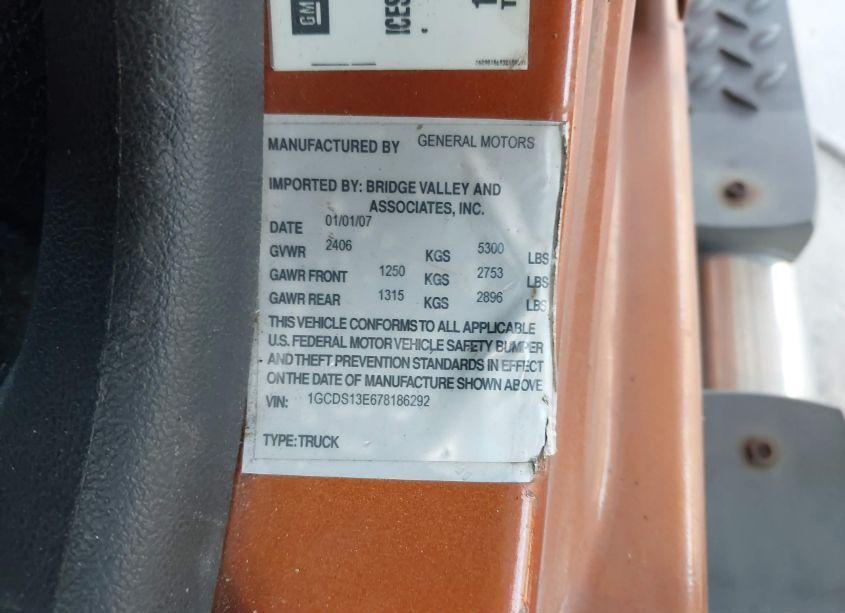 GM
ICES
MANUFACTURED BY GENERAL MOTORS
IMPORTED BY: BRIDGE VALLEY AND
ASSOCIATES, INC.
DATE 01/01/07
GVWR 2406 KGS 5300 LBS
GAWR FRONT 1250 KGS 2753 LBS
GAWR REAR 1315 KGS 2896 LBS
THIS VEHICLE CONFORMS TO ALL APPLICABLE
U.S. FEDERAL MOTOR VEHICLE SAFETY BUMPER
AND THEFT PREVENTION STANDARDS IN EFFECT
ON THE DATE OF MANUFACTURE SHOWN ABOVE
VIN: 1GCDS13E678186292
TYPE: TRUCK